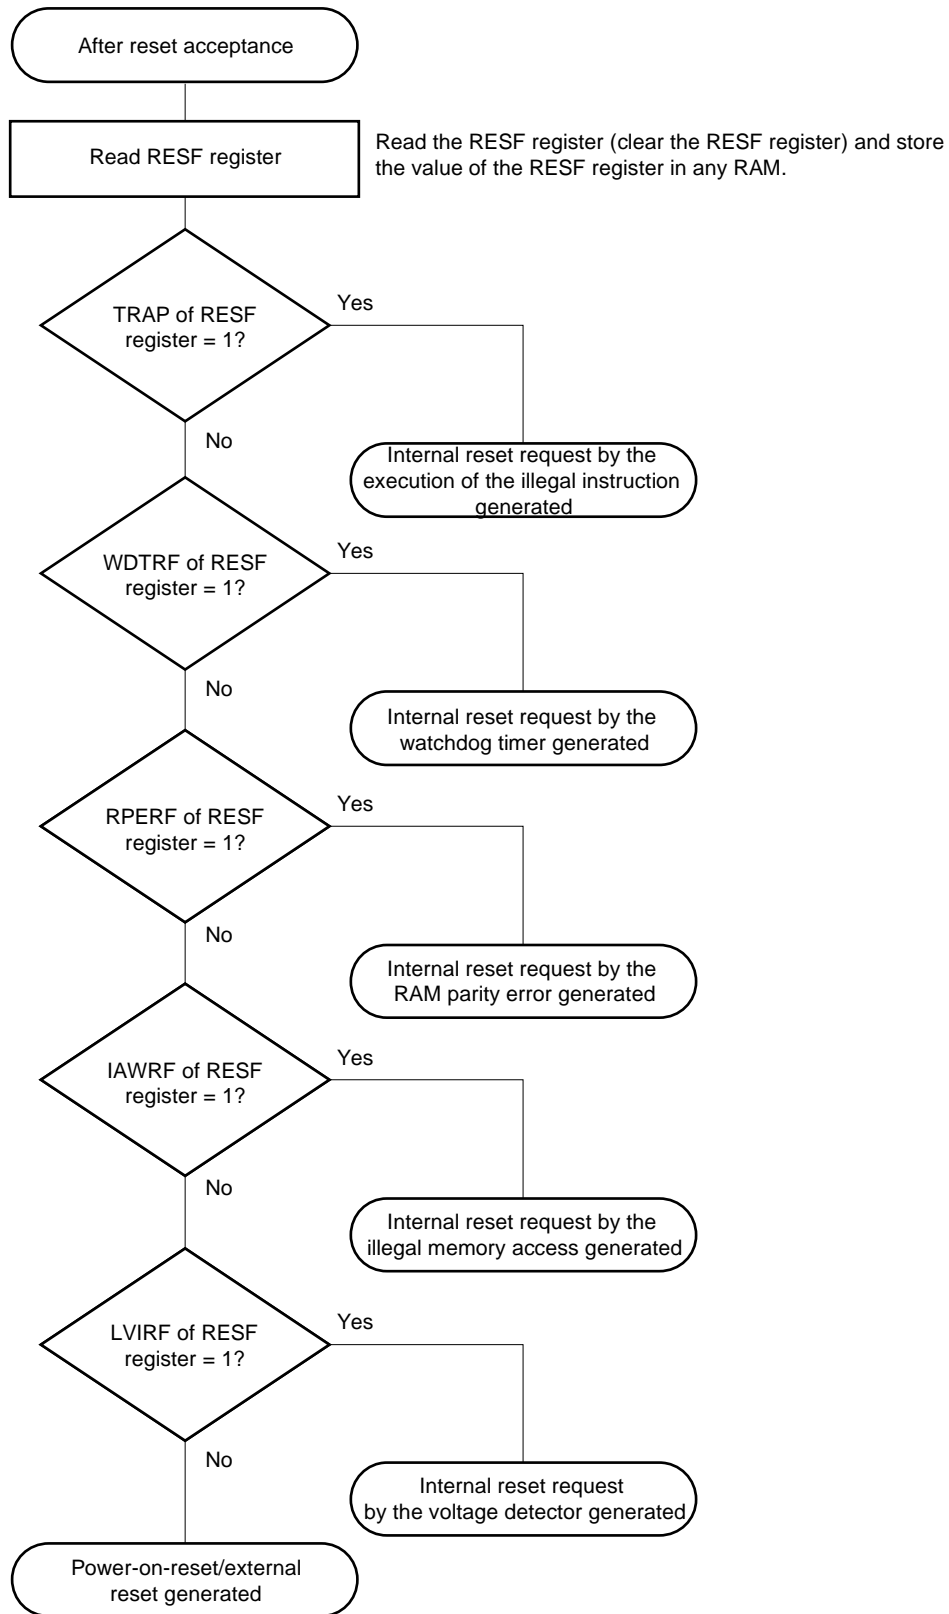 After reset acceptance
Read RESF register
Read the RESF register (clear the RESF register) and store
the value of the RESF register in any RAM.
TRAP of RESF
register = 1?
Yes
No
Internal reset request by the
execution of the illegal instruction
generated
WDTRF of RESF
register = 1?
Yes
No
Internal reset request by the
watchdog timer generated
RPERF of RESF
register = 1?
Yes
No
Internal reset request by the
RAM parity error generated
IAWRF of RESF
register = 1?
Yes
No
Internal reset request by the
illegal memory access generated
LVIRF of RESF
register = 1?
Yes
No
Internal reset request
by the voltage detector generated
Power-on-reset/external
reset generated